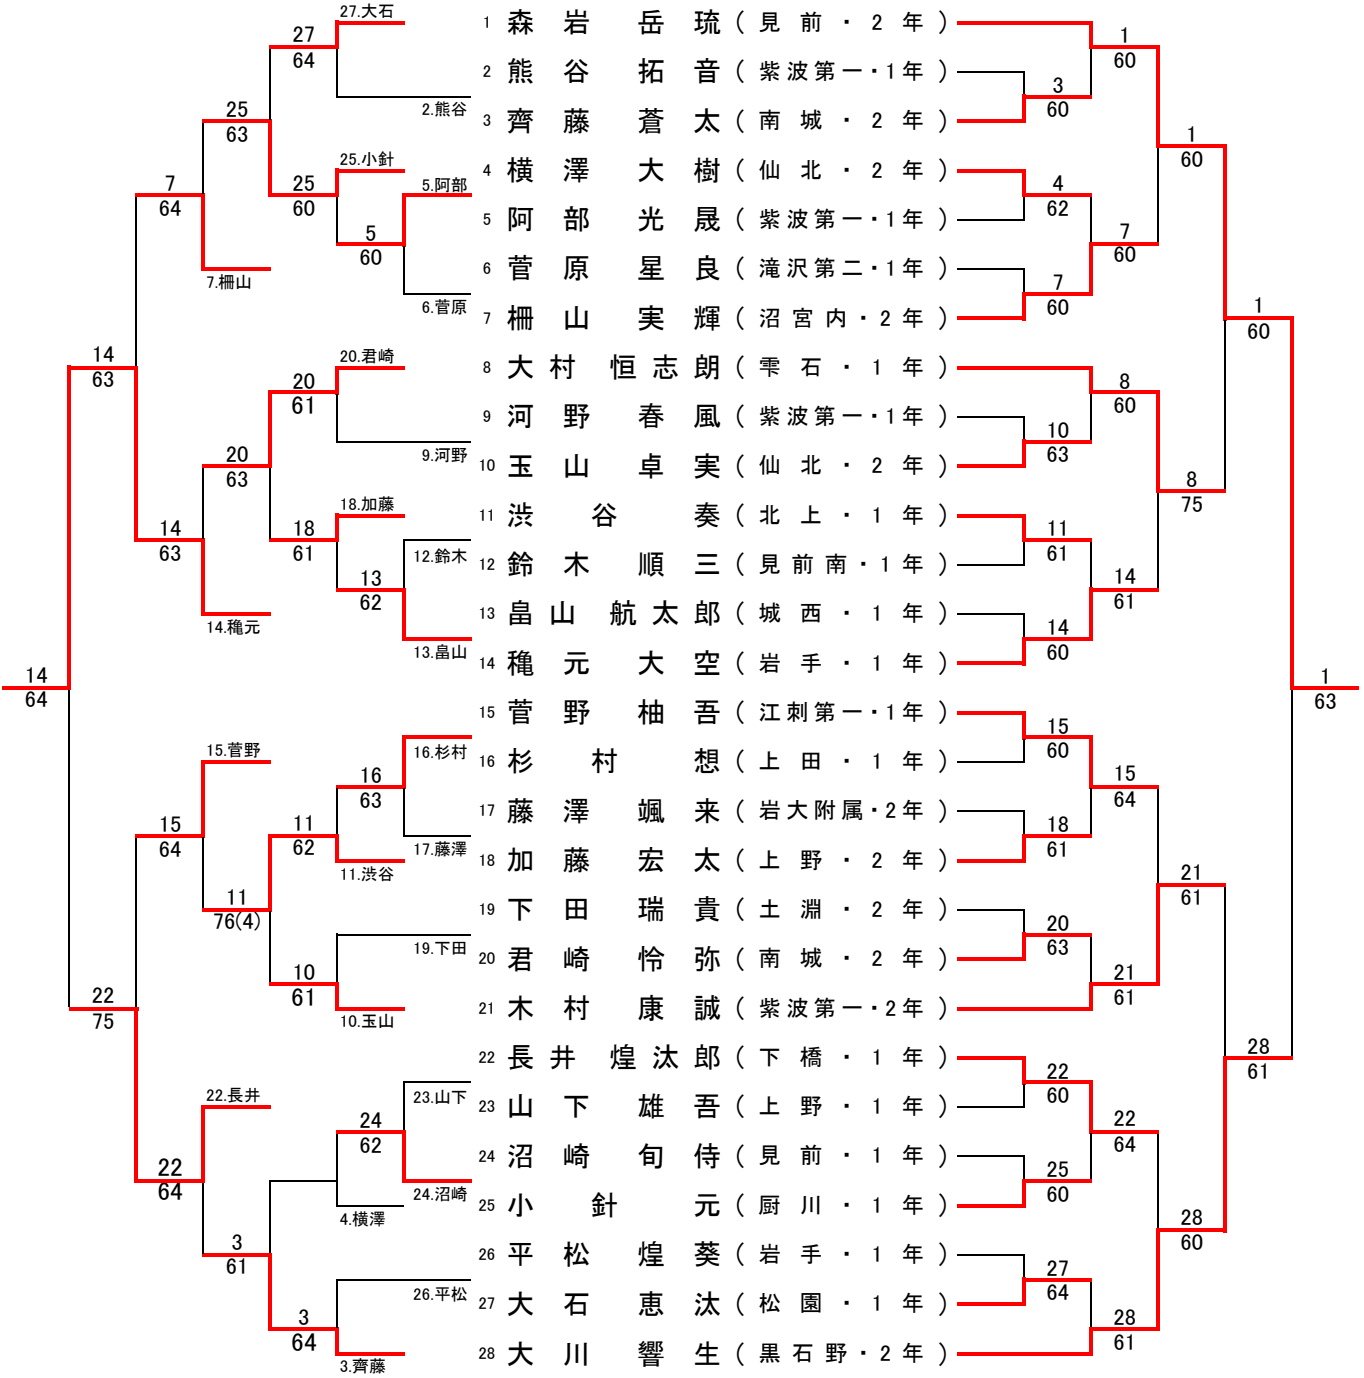 27.大石
27
64
2.熊谷
25
63
25.小針
25
60
5.阿部
5
60
6.菅原
7
64
7.柵山
14
63
20.君崎
20
61
9.河野
20
63
18.加藤
18
61
12.鈴木
13
62
13.畠山
14
63
14.穐元
14
64
15.菅野
15
64
16.杉村
16
63
17.藤澤
11
62
11.渋谷
11
76(4)
19.下田
10
61
10.玉山
22
75
22.長井
22
64
23.山下
24
62
24.沼崎
4.横澤
3
61
26.平松
3
64
3.齊藤
1 森岩 岳琉 ( 見前・2年 )
2 熊谷 拓音 ( 紫波第一・1年 )
3 齊藤 蒼太 ( 南城・2年 )
4 横澤 大樹 ( 仙北・2年 )
5 阿部 光晟 ( 紫波第一・1年 )
6 菅原 星良 ( 滝沢第二・1年 )
7 柵山 実輝 ( 沼宮内・2年 )
8 大村 恒志朗 ( 雫石・1年 )
9 河野 春風 ( 紫波第一・1年 )
10 玉山 卓実 ( 仙北・2年 )
11 渋谷 奏 ( 北上・1年 )
12 鈴木 順三 ( 見前南・1年 )
13 畠山 航太郎 ( 城西・1年 )
14 穐元 大空 ( 岩手・1年 )
15 菅野 柚吾 ( 江刺第一・1年 )
16 杉村 想 ( 上田・1年 )
17 藤澤 颯来 ( 岩大附属・2年 )
18 加藤 宏太 ( 上野・2年 )
19 下田 瑞貴 ( 土淵・2年 )
20 君崎 怜弥 ( 南城・2年 )
21 木村 康誠 ( 紫波第一・2年 )
22 長井 煌汰郎 ( 下橋・1年 )
23 山下 雄吾 ( 上野・1年 )
24 沼崎 旬侍 ( 見前・1年 )
25 小針 元 ( 厨川・1年 )
26 平松 煌葵 ( 岩手・1年 )
27 大石 恵汰 ( 松園・1年 )
28 大川 響生 ( 黒石野・2年 )
1
60
3
60
1
60
4
62
7
60
7
60
1
60
8
60
10
63
8
75
11
61
14
61
14
60
1
63
15
60
15
64
18
61
21
61
20
63
21
61
28
61
22
60
22
64
25
60
28
60
27
64
28
61